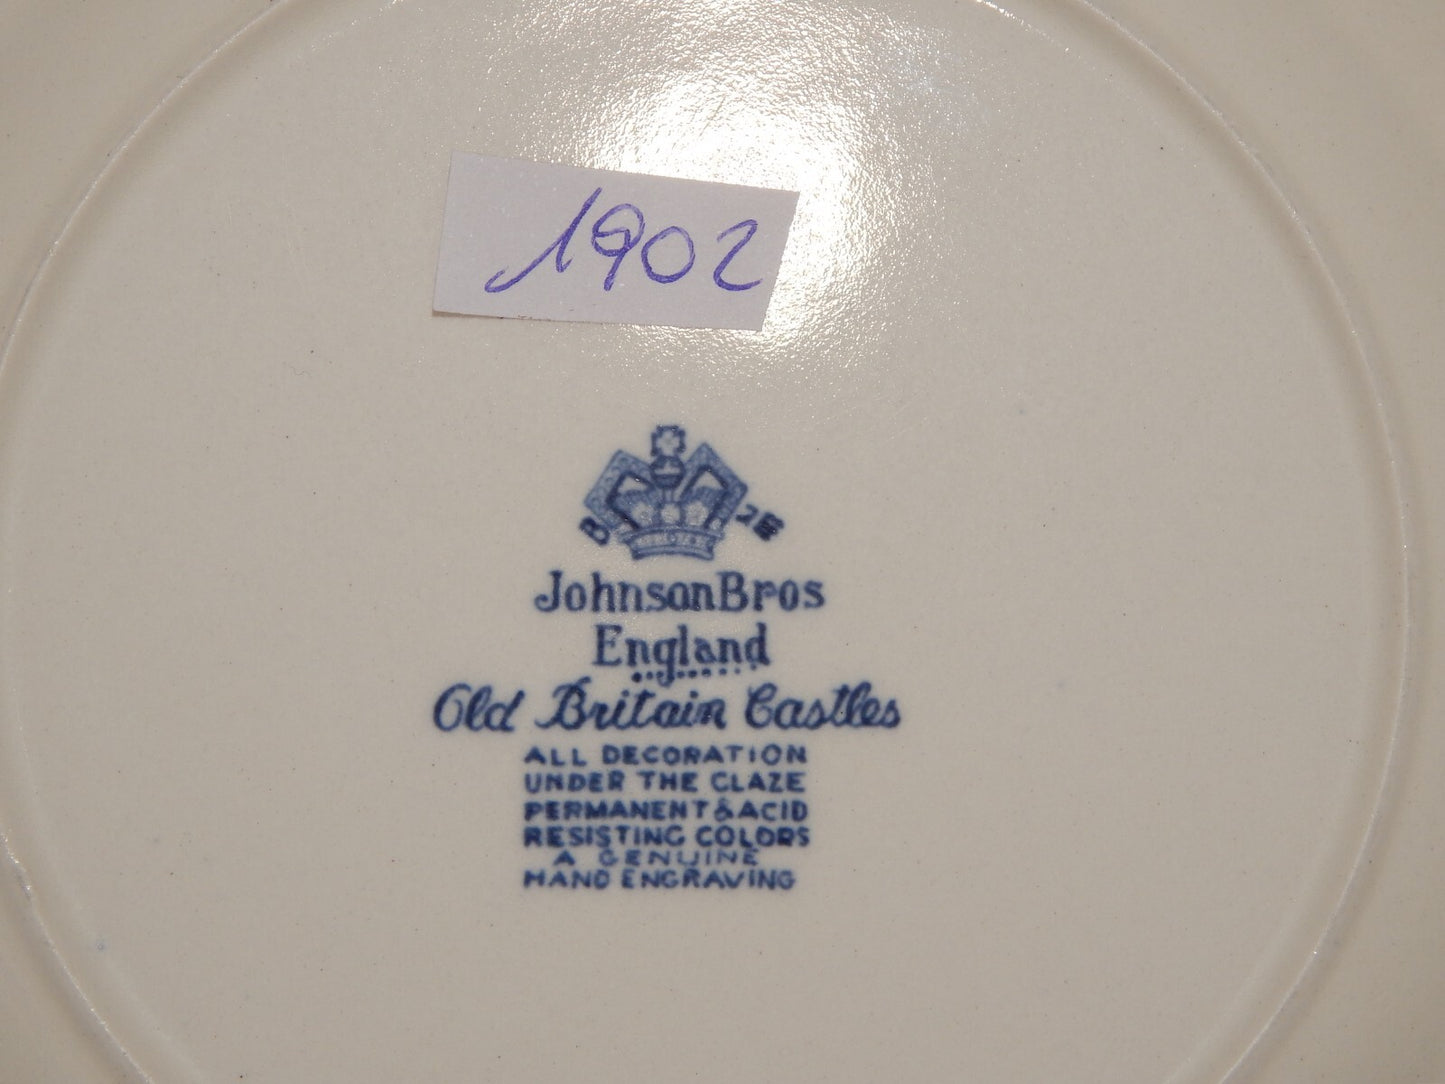 1902
JohnsonBros
England
Old Britain Castles
ALL DECORATION
UNDER THE GLAZE
PERMANENT & ACID
RESISTING COLORS
A GENUINE
HAND ENGRAVING